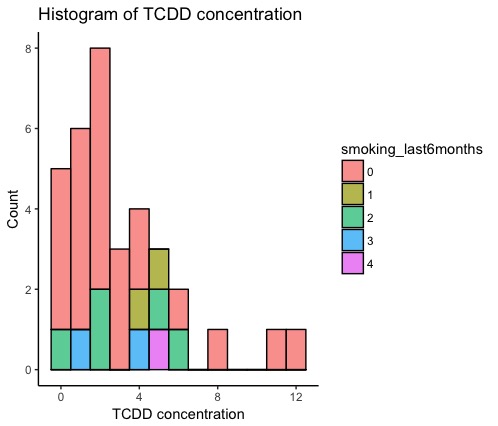 Histogram of TCDD concentration
8
6
4
2
0
Count
0 4 8 12
TCDD concentration
smoking_last6months
0
1
2
3
4